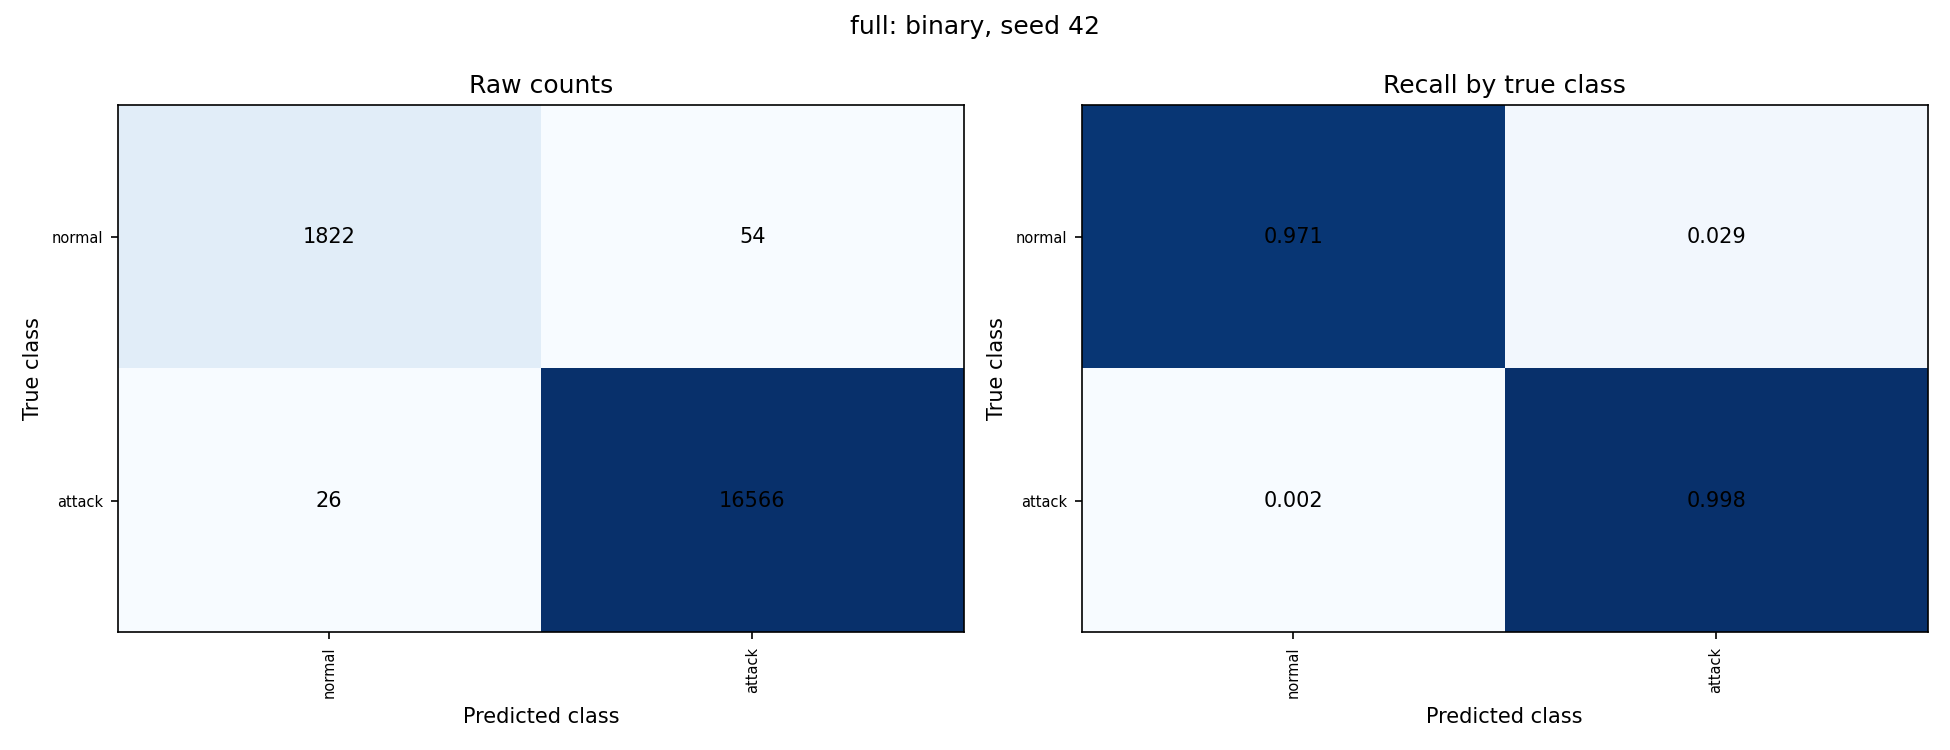 full: binary, seed 42
Raw counts
True class
normal
attack
1822
54
26
16566
normal
attack
Predicted class
Recall by true class
True class
normal
attack
0.971
0.029
0.002
0.998
normal
attack
Predicted class